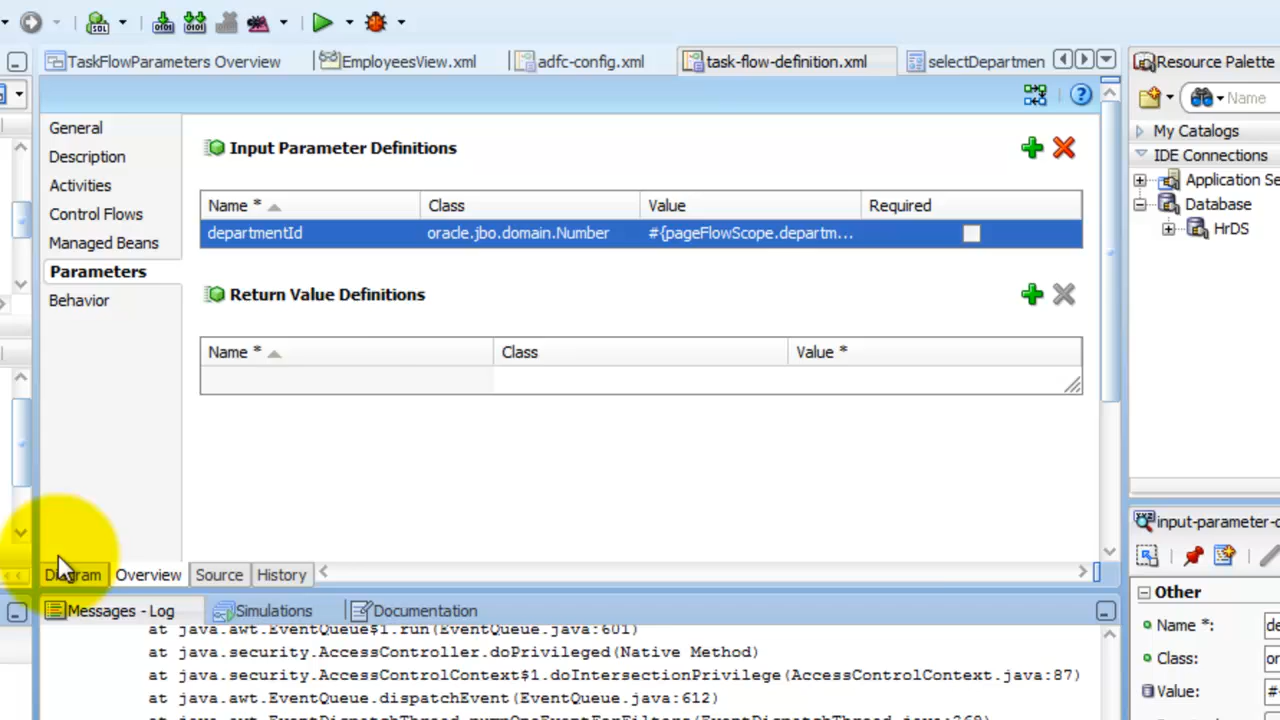 TaskFlowParameters Overview
EmployeesView.xml
adfc-config.xml
task-flow-definition.xml
selectDepartmen
Resource Palette
Name
General
Description
Activities
Control Flows
Managed Beans
Parameters
Behavior
Input Parameter Definitions
Name *
Class
Value
Required
departmentId
oracle.jbo.domain.Number
#{pageFlowScope.departm...
Return Value Definitions
Name *
Class
Value *
My Catalogs
IDE Connections
Application Se
Database
HrDS
Diagram
Overview
Source
History
Messages - Log
Simulations
Documentation
at java.awt.EventQueue$1.run(EventQueue.java:601)
at java.security.AccessController.doPrivileged(Native Method)
at java.security.AccessControlContext$1.doIntersectionPrivilege(AccessControlContext.java:87)
at java.awt.EventQueue.dispatchEvent(EventQueue.java:612)
input-parameter-d
Other
Name *:
de
Class:
or
Value:
#